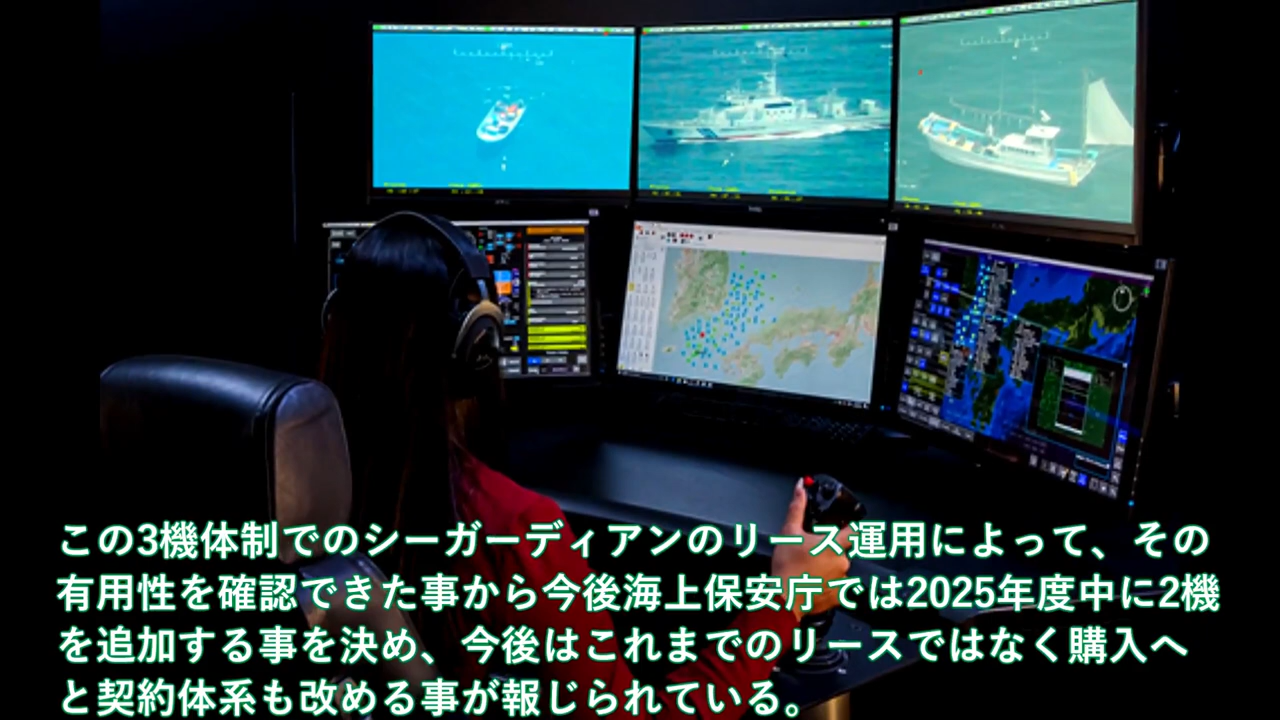 この3機体制でのシーガーディアンのリース運用によって、その
有用性を確認できた事から今後海上保安庁では2025年度中に2機
を追加する事を決め、今後はこれまでのリースではなく購入へ
と契約体系も改める事が報じられている。